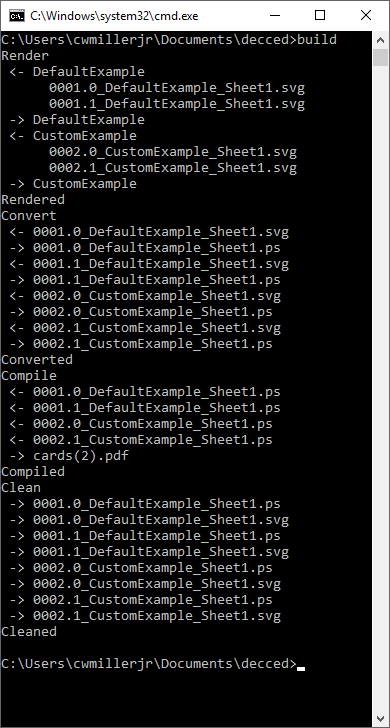 C:\Windows\system32\cmd.exe
C:\Users\cwmillerjr\Documents\decced>build
Render
 <- DefaultExample
      0001.0_DefaultExample_Sheet1.svg
      0001.1_DefaultExample_Sheet1.svg
 -> DefaultExample
 <- CustomExample
      0002.0_CustomExample_Sheet1.svg
      0002.1_CustomExample_Sheet1.svg
 -> CustomExample
Rendered
Convert
 <- 0001.0_DefaultExample_Sheet1.svg
 -> 0001.0_DefaultExample_Sheet1.ps
 <- 0001.1_DefaultExample_Sheet1.svg
 -> 0001.1_DefaultExample_Sheet1.ps
 <- 0002.0_CustomExample_Sheet1.svg
 -> 0002.0_CustomExample_Sheet1.ps
 <- 0002.1_CustomExample_Sheet1.svg
 -> 0002.1_CustomExample_Sheet1.ps
Converted
Compile
 <- 0001.0_DefaultExample_Sheet1.ps
 <- 0001.1_DefaultExample_Sheet1.ps
 <- 0002.0_CustomExample_Sheet1.ps
 <- 0002.1_CustomExample_Sheet1.ps
 -> cards(2).pdf
Compiled
Clean
 -> 0001.0_DefaultExample_Sheet1.ps
 -> 0001.0_DefaultExample_Sheet1.svg
 -> 0001.1_DefaultExample_Sheet1.ps
 -> 0001.1_DefaultExample_Sheet1.svg
 -> 0002.0_CustomExample_Sheet1.ps
 -> 0002.0_CustomExample_Sheet1.svg
 -> 0002.1_CustomExample_Sheet1.ps
 -> 0002.1_CustomExample_Sheet1.svg
Cleaned
C:\Users\cwmillerjr\Documents\decced>